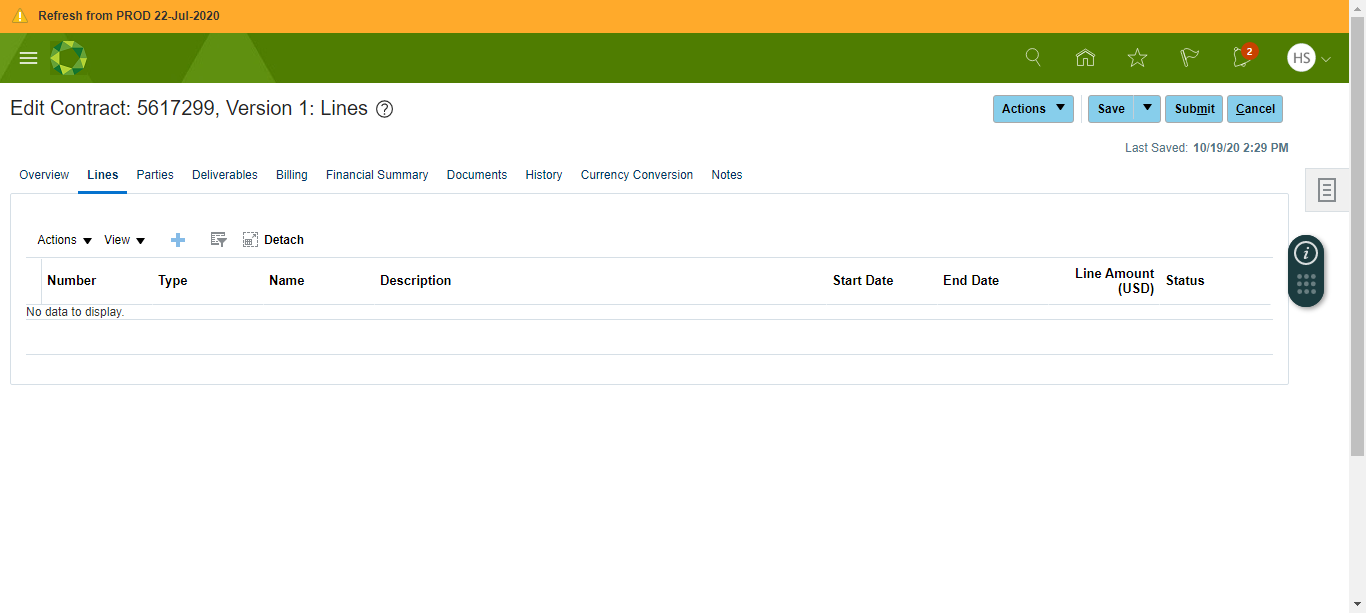 Refresh from PROD 22-Jul-2020
2
HS
Edit Contract: 5617299, Version 1: Lines ?
Actions Save Submit Cancel
Last Saved: 10/19/20 2:29 PM
Overview Lines Parties Deliverables Billing Financial Summary Documents History Currency Conversion Notes
Actions View Detach
Number Type Name Description Start Date End Date Line Amount (USD) Status
No data to display.
i